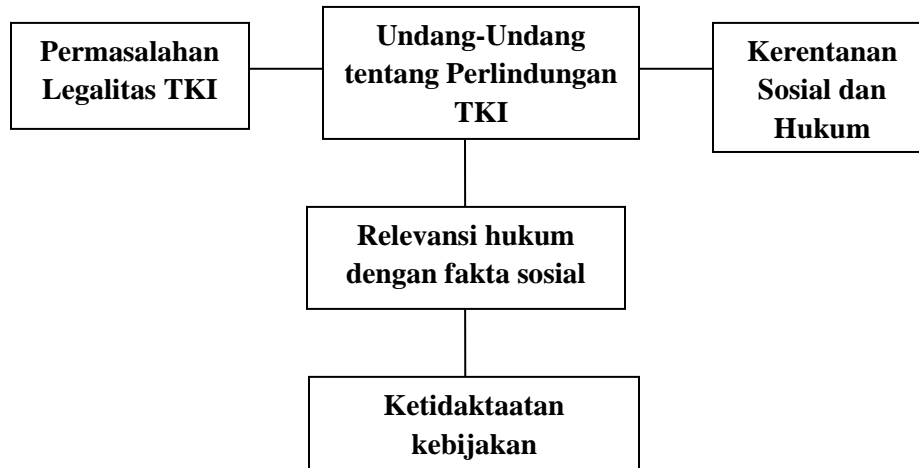 Permasalahan
Legalitas TKI
Undang-Undang
tentang Perlindungan
TKI
Kerentanan
Sosial dan
Hukum
Relevansi hukum
dengan fakta sosial
Ketidaktaatan
kebijakan